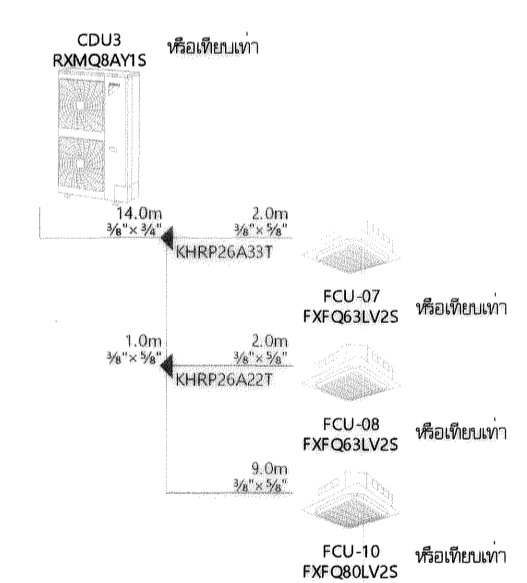 CDU3 หรือเทียบเท่า
RXMQ8AY1S
14.0m 2.0m
⅜"× ¾" ⅜"× ⅝"
KHRP26A33T
FCU-07
FXFQ63LV2S หรือเทียบเท่า
1.0m 2.0m
⅜"× ⅝" ⅜"× ⅝"
KHRP26A22T
FCU-08
FXFQ63LV2S หรือเทียบเท่า
9.0m
⅜"× ⅝"
FCU-10
FXFQ80LV2S หรือเทียบเท่า